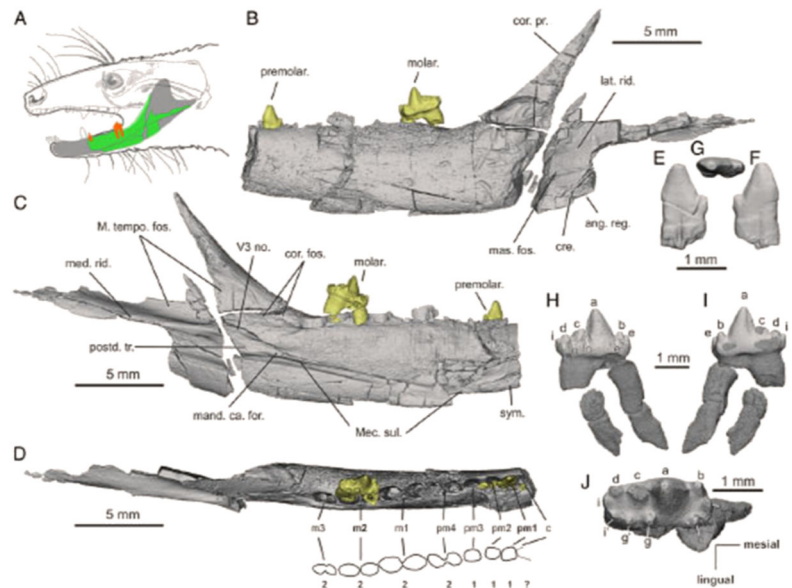 A
B
cor. pr.
5 mm
premolar.
molar.
lat. rid.
E
G
F
mas. fos.
cre.
ang. reg.
1 mm
C
M. tempo. fos.
V3 no.
cor. fos.
molar.
med. rid.
premolar.
postd. tr.
5 mm
mand. ca. for.
Mec. sul.
sym.
H
a
i d c b e
1 mm
I
a
e b c d i
D
5 mm
m3 m2 m1 pm4 pm3 pm2 pm1 c
2 2 2 2 1 1 1 ?
J
d c a b
1 mm
i
i' g' g
mesial
lingual